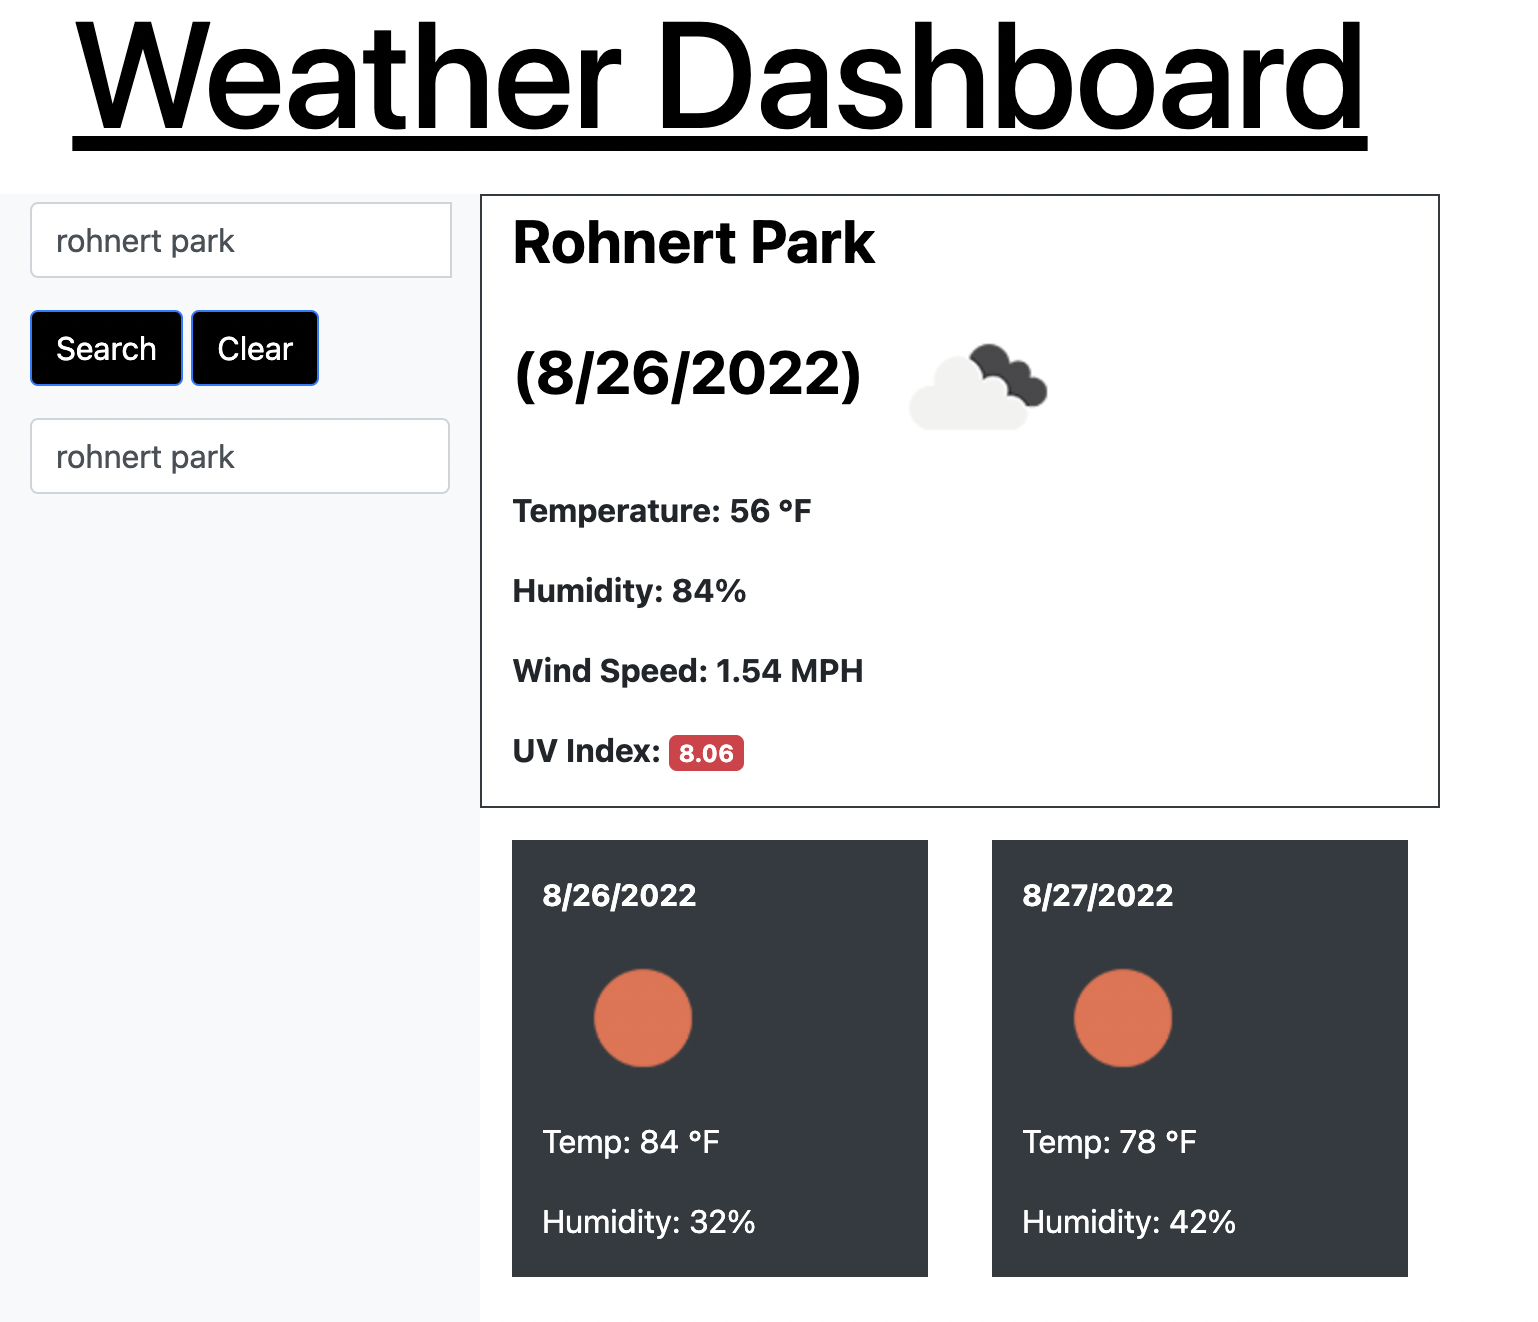 Weather Dashboard
rohnert park
Search Clear
rohnert park
Rohnert Park
(8/26/2022)
Temperature: 56 °F
Humidity: 84%
Wind Speed: 1.54 MPH
UV Index: 8.06
8/26/2022
Temp: 84 °F
Humidity: 32%
8/27/2022
Temp: 78 °F
Humidity: 42%